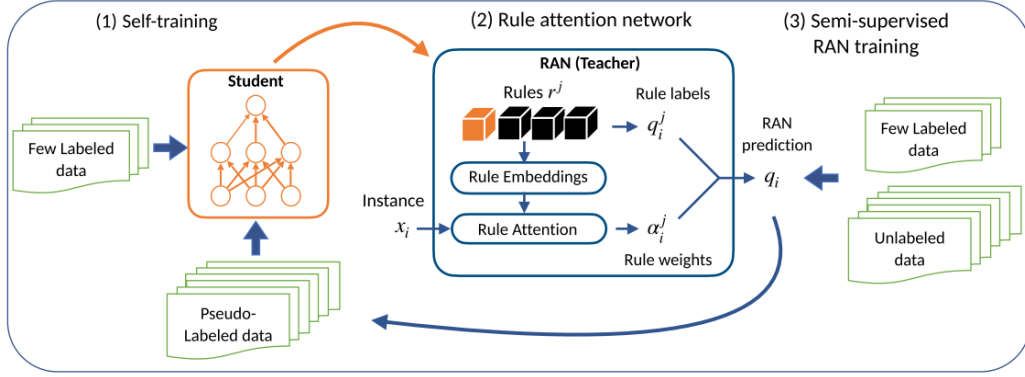 (1) Self-training
Student
Few Labeled
data
Pseudo-
Labeled data
(2) Rule attention network
RAN (Teacher)
Rules r^j
Rule labels
q_i^j
Rule Embeddings
Instance
x_i
Rule Attention
α_i^j
Rule weights
(3) Semi-supervised
RAN training
RAN
prediction
q_i
Few Labeled
data
Unlabeled
data